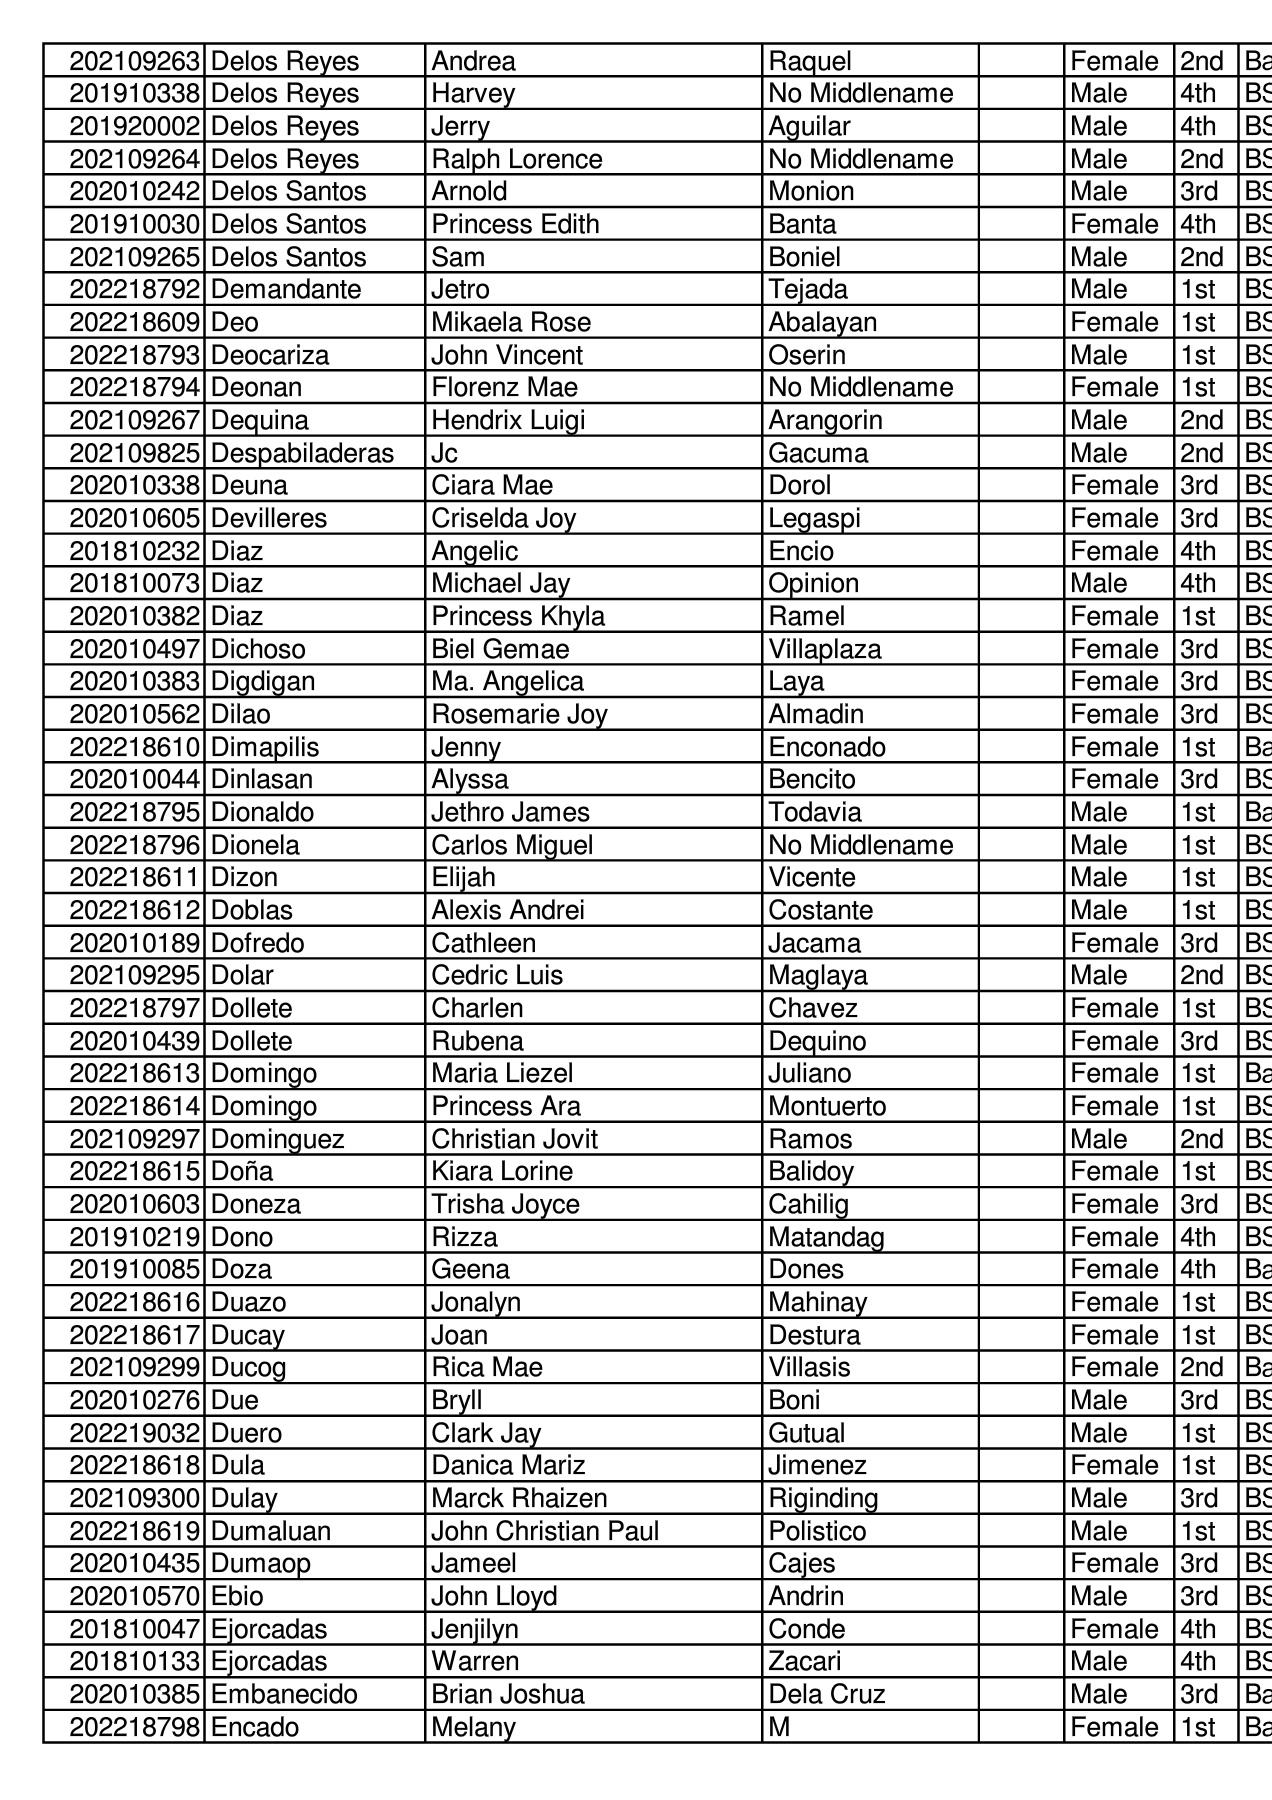 202109263 Delos Reyes Andrea Raquel Female 2nd Ba
201910338 Delos Reyes Harvey No Middlename Male 4th BS
201920002 Delos Reyes Jerry Aguilar Male 4th BS
202109264 Delos Reyes Ralph Lorence No Middlename Male 2nd BS
202010242 Delos Santos Arnold Monion Male 3rd BS
201910030 Delos Santos Princess Edith Banta Female 4th BS
202109265 Delos Santos Sam Boniel Male 2nd BS
202218792 Demandante Jetro Tejada Male 1st BS
202218609 Deo Mikaela Rose Abalayan Female 1st BS
202218793 Deocariza John Vincent Oserin Male 1st BS
202218794 Deonan Florenz Mae No Middlename Female 1st BS
202109267 Dequina Hendrix Luigi Arangorin Male 2nd BS
202109825 Despabiladeras Jc Gacuma Male 2nd BS
202010338 Deuna Ciara Mae Dorol Female 3rd BS
202010605 Devilleres Criselda Joy Legaspi Female 3rd BS
201810232 Diaz Angelic Encio Female 4th BS
201810073 Diaz Michael Jay Opinion Male 4th BS
202010382 Diaz Princess Khyla Ramel Female 1st BS
202010497 Dichoso Biel Gemae Villaplaza Female 3rd BS
202010383 Digdigan Ma. Angelica Laya Female 3rd BS
202010562 Dilao Rosemarie Joy Almadin Female 3rd BS
202218610 Dimapilis Jenny Enconado Female 1st Ba
202010044 Dinlasan Alyssa Bencito Female 3rd BS
202218795 Dionaldo Jethro James Todavia Male 1st Ba
202218796 Dionela Carlos Miguel No Middlename Male 1st BS
202218611 Dizon Elijah Vicente Male 1st BS
202218612 Doblas Alexis Andrei Costante Male 1st BS
202010189 Dofredo Cathleen Jacama Female 3rd BS
202109295 Dolar Cedric Luis Maglaya Male 2nd BS
202218797 Dollete Charlen Chavez Female 1st BS
202010439 Dollete Rubena Dequino Female 3rd BS
202218613 Domingo Maria Liezel Juliano Female 1st Ba
202218614 Domingo Princess Ara Montuerto Female 1st BS
202109297 Dominguez Christian Jovit Ramos Male 2nd BS
202218615 Doña Kiara Lorine Balidoy Female 1st BS
202010603 Doneza Trisha Joyce Cahilig Female 3rd BS
201910219 Dono Rizza Matandag Female 4th BS
201910085 Doza Geena Dones Female 4th Ba
202218616 Duazo Jonalyn Mahinay Female 1st BS
202218617 Ducay Joan Destura Female 1st BS
202109299 Ducog Rica Mae Villasis Female 2nd Ba
202010276 Due Bryll Boni Male 3rd BS
202219032 Duero Clark Jay Gutual Male 1st BS
202218618 Dula Danica Mariz Jimenez Female 1st BS
202109300 Dulay Marck Rhaizen Riginding Male 3rd BS
202218619 Dumaluan John Christian Paul Polistico Male 1st BS
202010435 Dumaop Jameel Cajes Female 3rd BS
202010570 Ebio John Lloyd Andrin Male 3rd BS
201810047 Ejorcadas Jenjilyn Conde Female 4th BS
201810133 Ejorcadas Warren Zacari Male 4th BS
202010385 Embanecido Brian Joshua Dela Cruz Male 3rd Ba
202218798 Encado Melany M Female 1st Ba